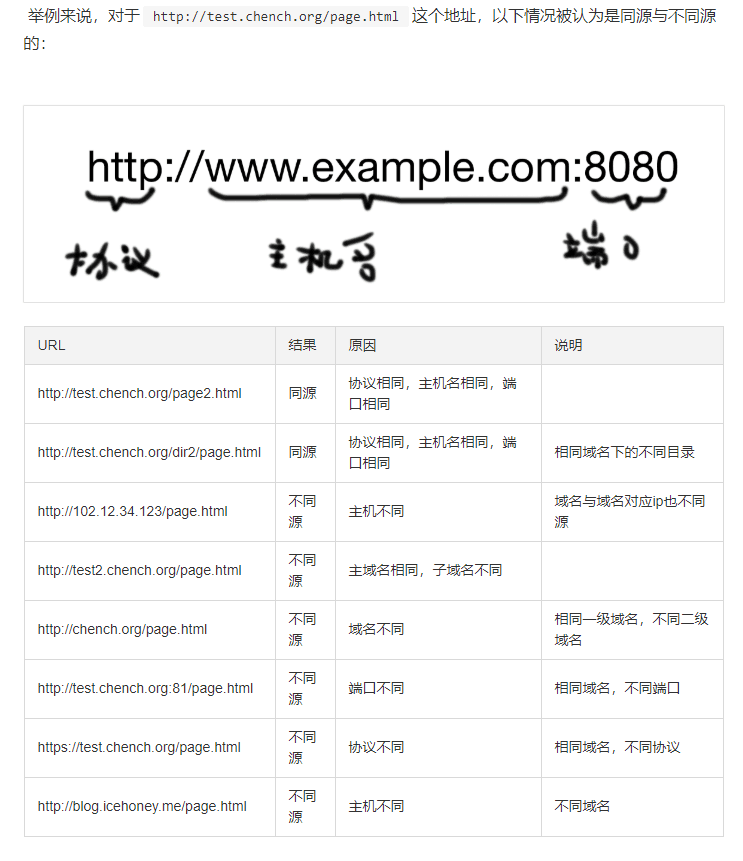 举例来说，对于 http://test.chench.org/page.html 这个地址，以下情况被认为是同源与不同源
的：
http://www.example.com:8080
协议 主机名 端口
URL 结果 原因 说明
http://test.chench.org/page2.html 同源 协议相同，主机名相同，端
口相同
http://test.chench.org/dir2/page.html 同源 协议相同，主机名相同，端
口相同 相同域名下的不同目录
http://102.12.34.123/page.html 不同
源 主机不同 域名与域名对应ip也不同
源
http://test2.chench.org/page.html 不同
源 主域名相同，子域名不同
http://chench.org/page.html 不同
源 域名不同 相同一级域名，不同二级
域名
http://test.chench.org:81/page.html 不同
源 端口不同 相同域名，不同端口
https://test.chench.org/page.html 不同
源 协议不同 相同域名，不同协议
http://blog.icehoney.me/page.html 不同
源 主机不同 不同域名